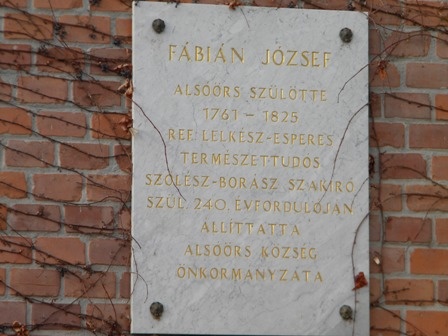 FÁBIÁN JÓZSEF
ALSÓÖRS SZÜLÖTTE
1761 – 1825
REF. LELKÉSZ-ESPERES
TERMÉSZETTUDÓS
SZŐLÉSZ-BORÁSZ SZAKÍRÓ
SZÜL. 240. ÉVFORDULÓJÁN
ÁLLÍTTATTA
ALSÓÖRS KÖZSÉG
ÖNKORMÁNYZATA